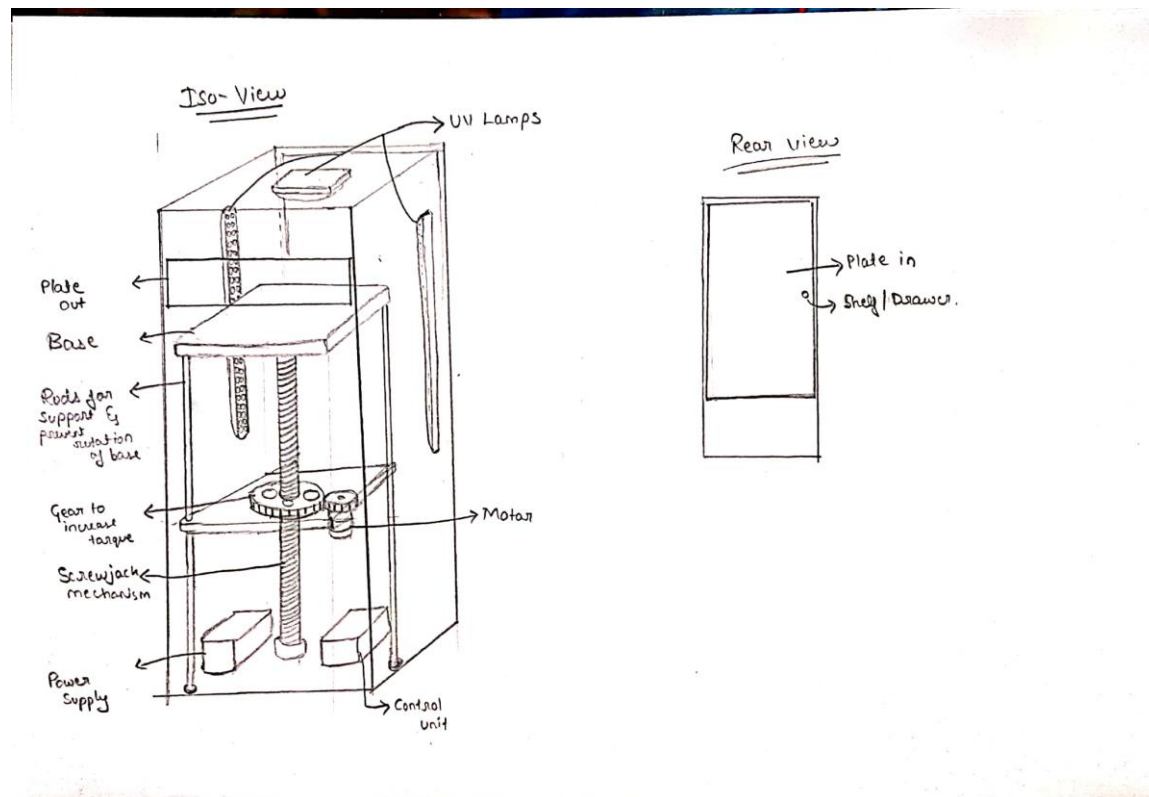 Iso-View
UV Lamps
Plate
out
Base
Rods for
support &
prevent
rotation
of base
Gear to
increase
torque
Screwjack
mechanism
Power
Supply
Motor
Control
unit
Rear view
Plate in
Shelf/Drawer.